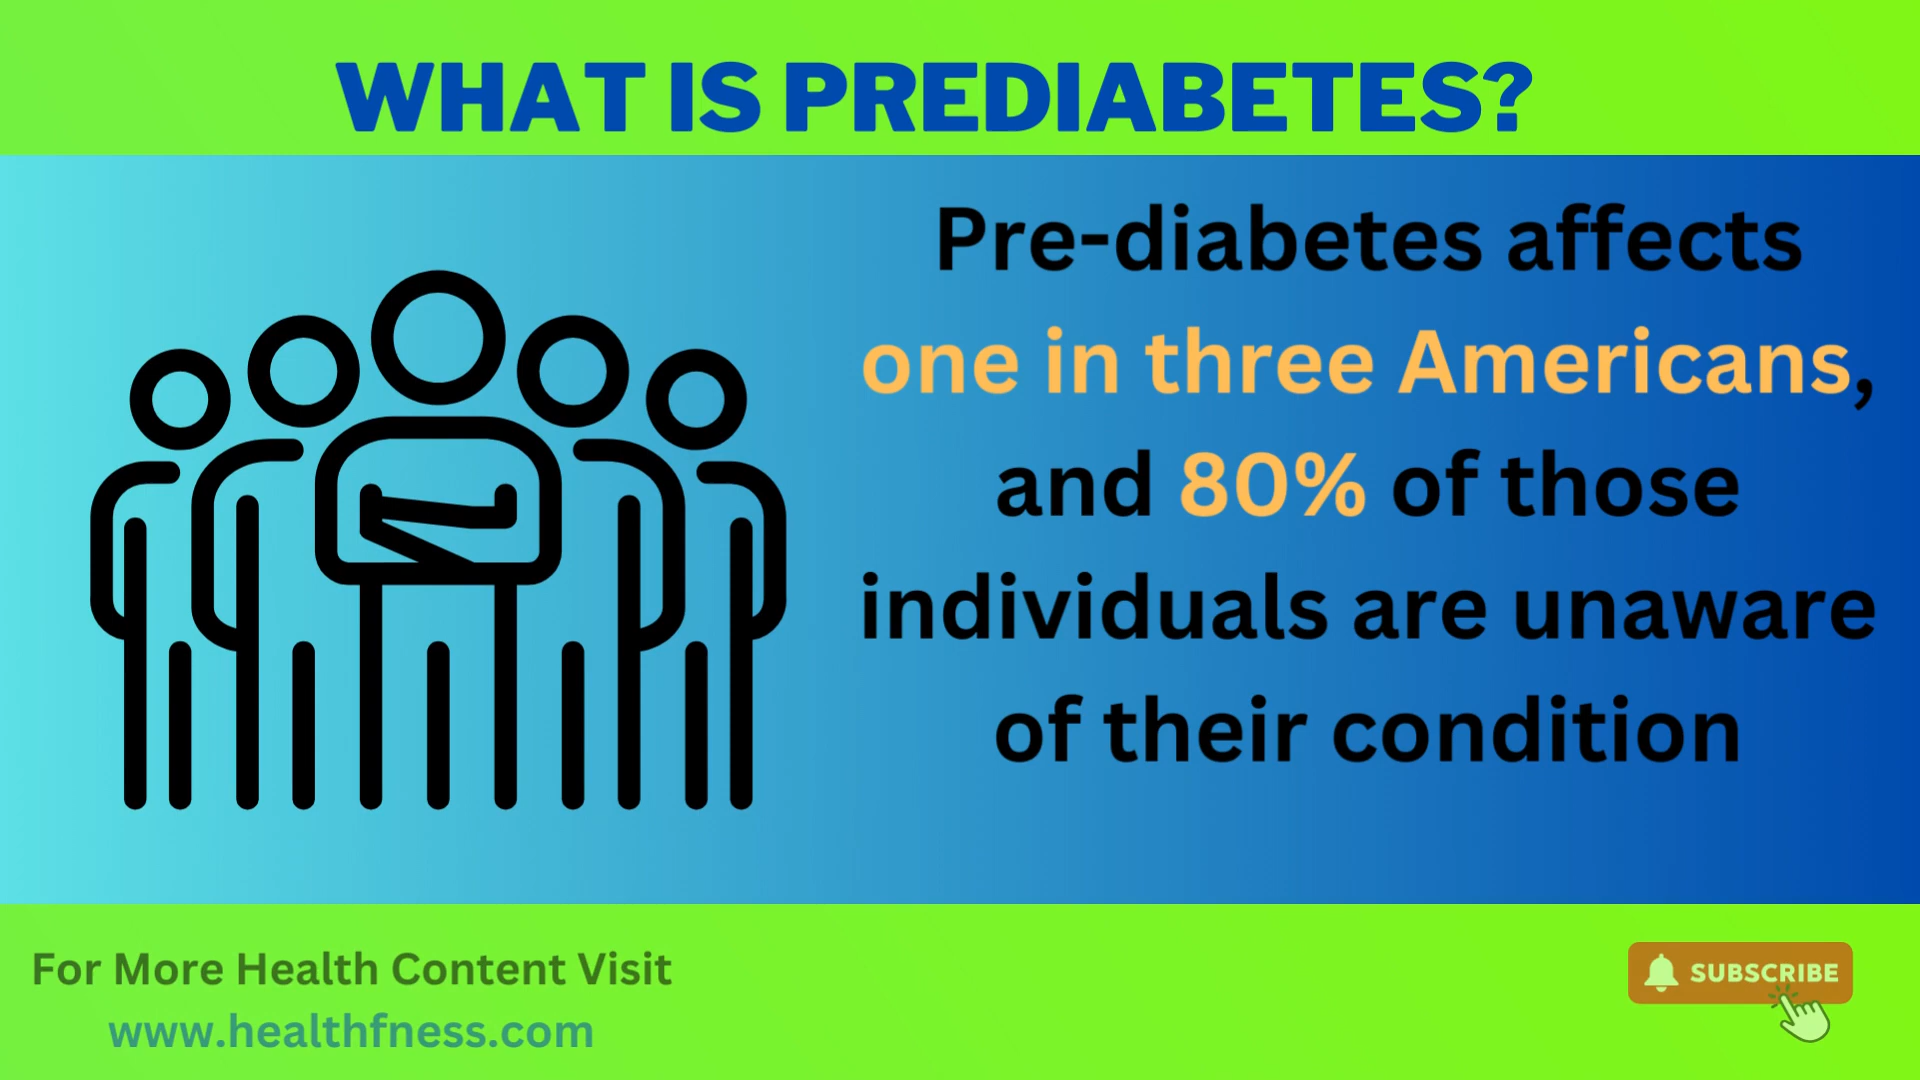 WHAT IS PREDIABETES?
Pre-diabetes affects
one in three Americans,
and 80% of those
individuals are unaware
of their condition
For More Health Content Visit
www.healthfness.com
SUBSCRIBE